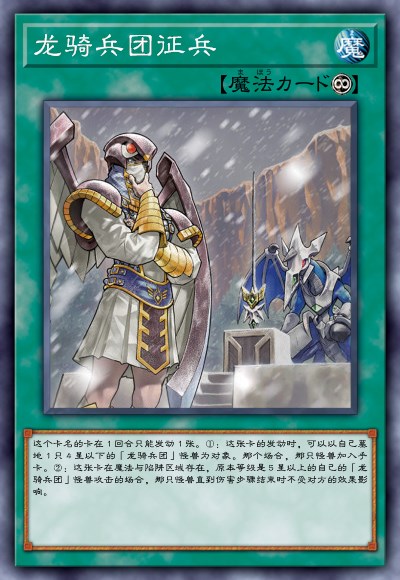 龙骑兵团征兵
魔
【魔法カード】
まほう
这个卡名的卡在1回合只能发动1张。①：这张卡的发动时，可以以自己墓
地1只4星以下的「龙骑兵团」怪兽为对象。那个场合，那只怪兽加入手
卡。②：这张卡在魔法与陷阱区域存在，原本等级是5星以上的自己的「龙
骑兵团」怪兽攻击的场合，那只怪兽直到伤害步骤结束时不受对方的效果影
响。